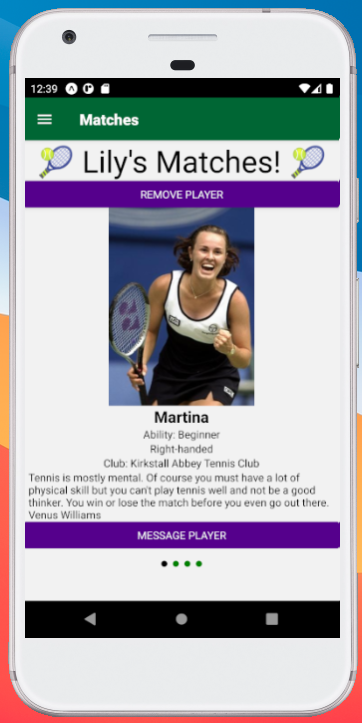 12:39
Matches
Lily's Matches!
REMOVE PLAYER
Martina
Ability: Beginner
Right-handed
Club: Kirkstall Abbey Tennis Club
Tennis is mostly mental. Of course you must have a lot of
physical skill but you can't play tennis well and not be a good
thinker. You win or lose the match before you even go out there.
Venus Williams
MESSAGE PLAYER